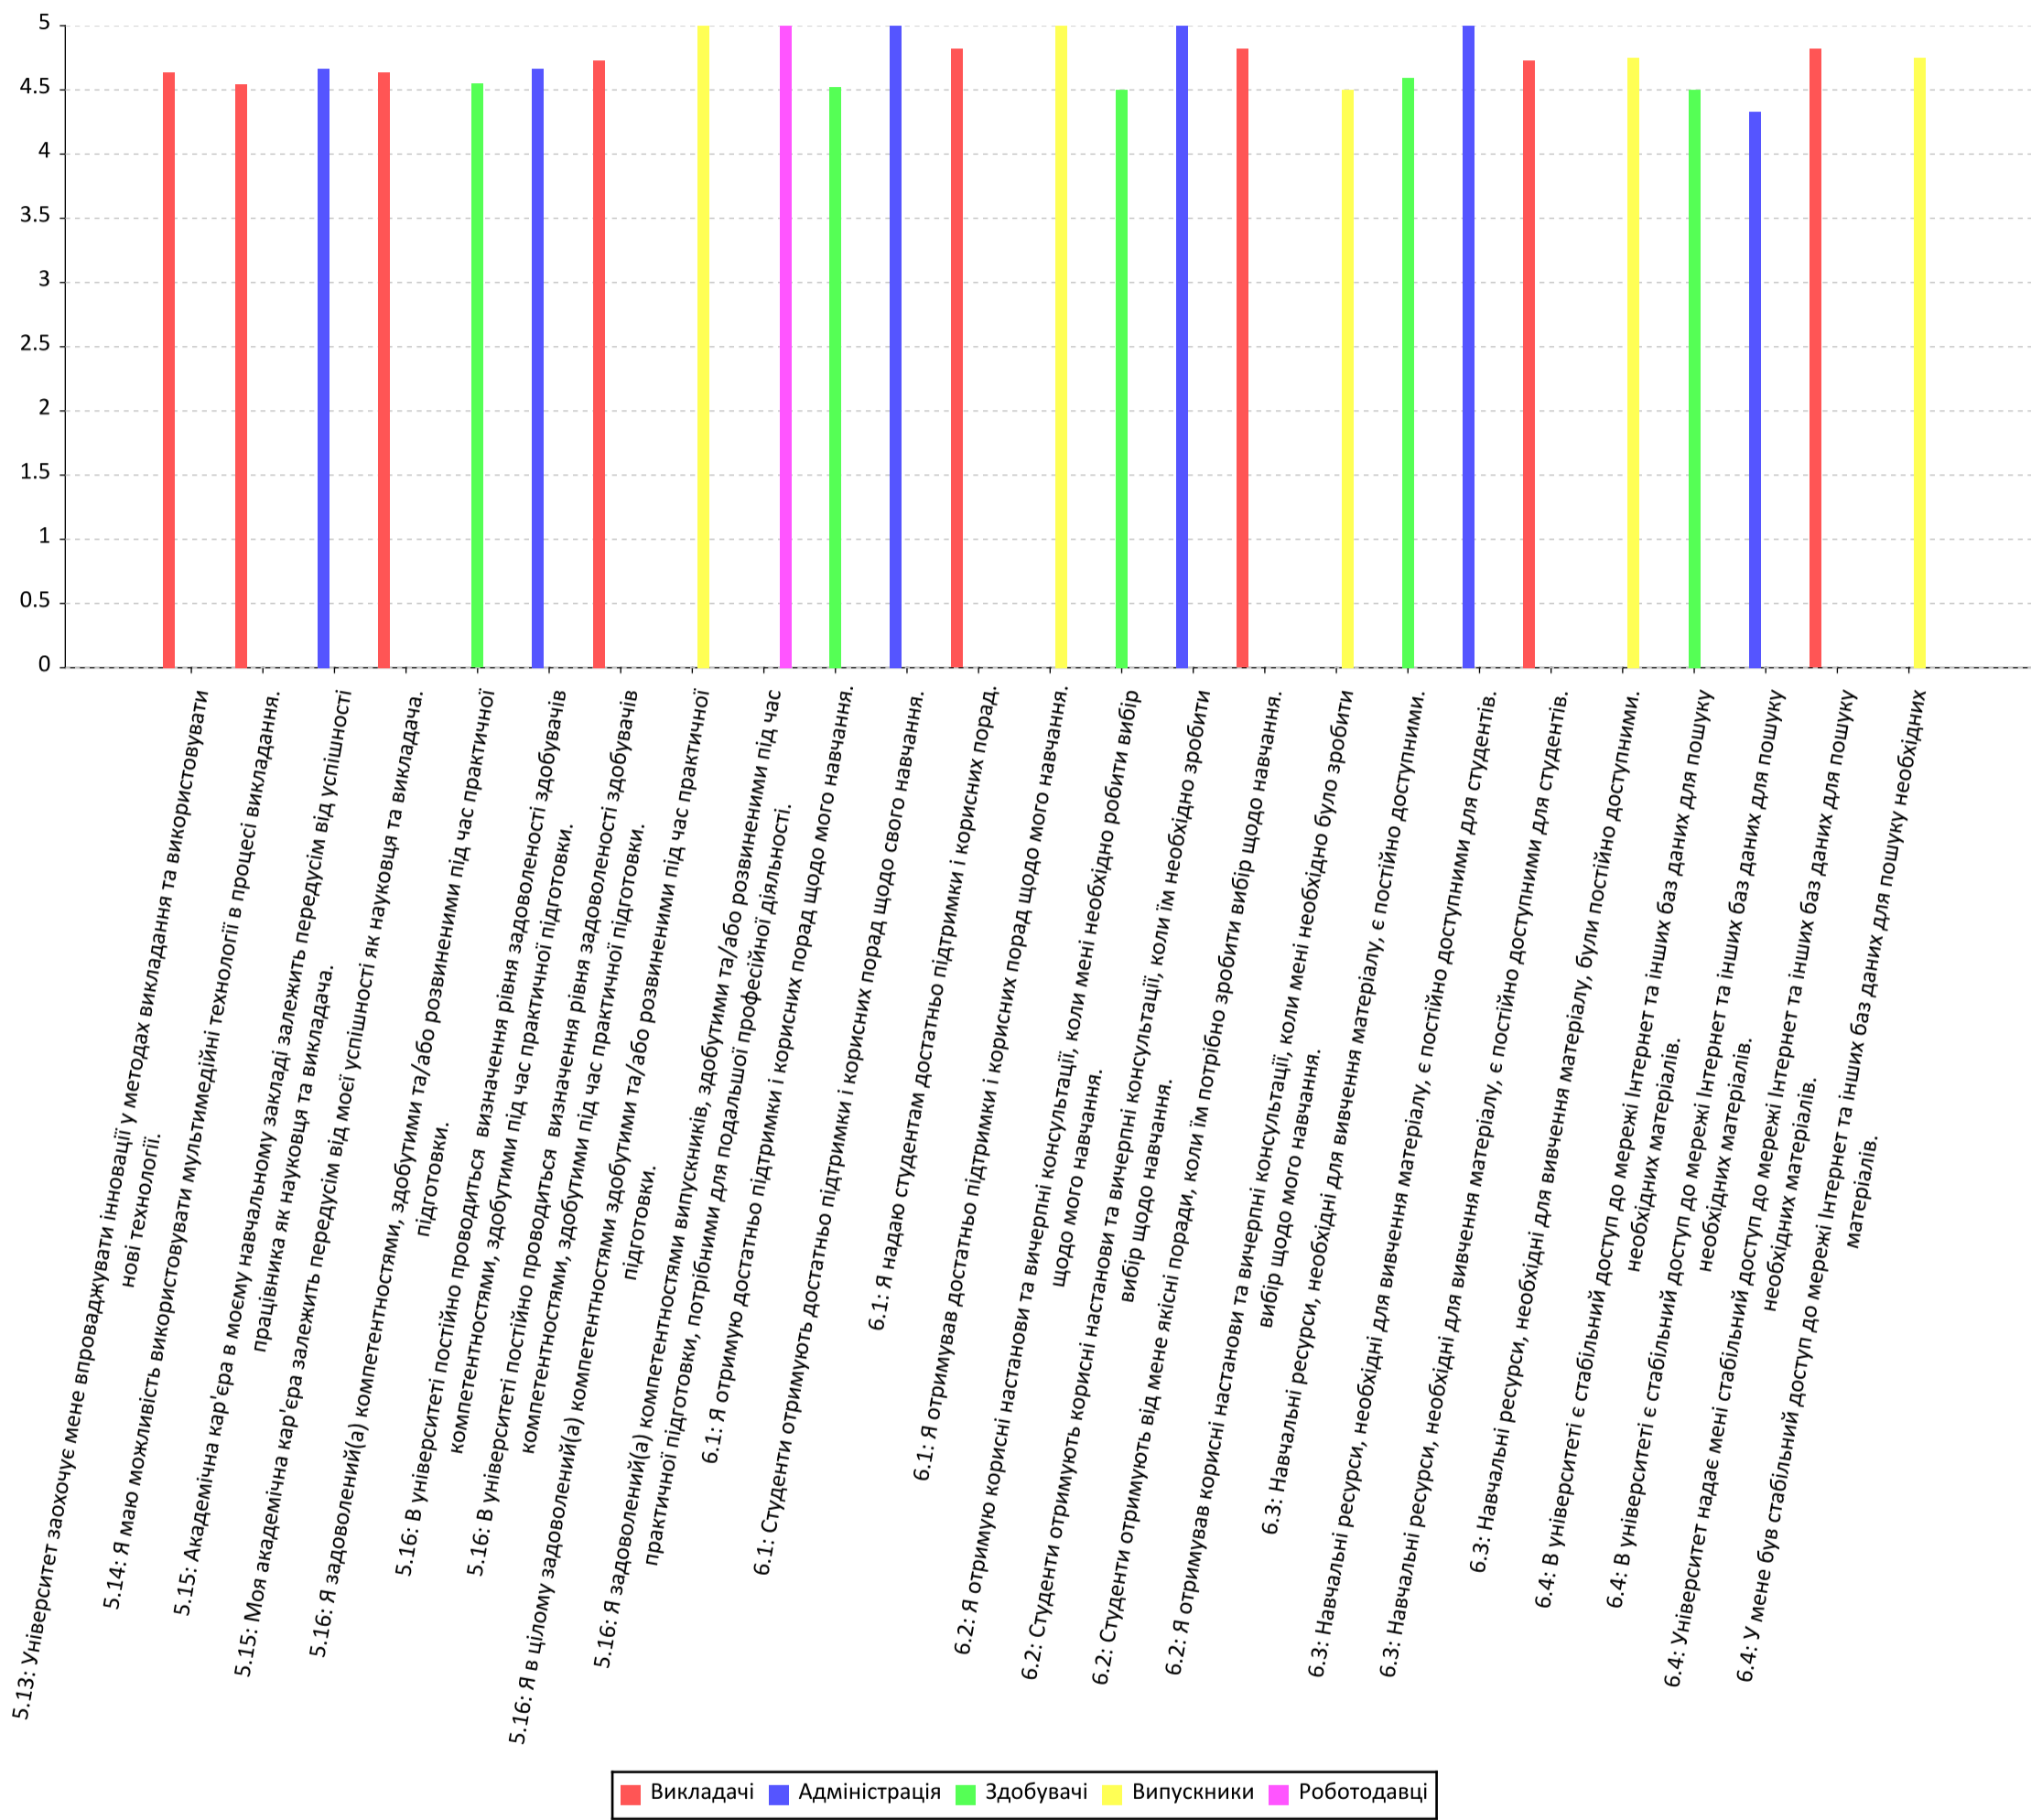 5
4.5
4
3.5
3
2.5
2
1.5
1
0.5
0
5.13: Університет заохочує мене впроваджувати інновації у методах викладання та використовувати
нові технології.
5.14: Я маю можливість використовувати мультимедійні технології в процесі викладання.
5.15: Академічна кар'єра в моєму навчальному закладі залежить передусім від успішності
працівника як науковця та викладача.
5.15: Моя академічна кар'єра залежить передусім від моєї успішності як науковця та викладача.
5.16: Я задоволений(а) компетентностями, здобутими та/або розвиненими під час практичної
підготовки.
5.16: В університеті постійно проводиться  визначення рівня задоволеності здобувачів
компетентностями, здобутими під час практичної підготовки.
5.16: В університеті постійно проводиться  визначення рівня задоволеності здобувачів
компетентностями, здобутими під час практичної підготовки.
5.16: Я в цілому задоволений(а) компетентностями здобутими та/або розвиненими під час практичної
підготовки.
5.16: Я задоволений(а) компетентностями випускників, здобутими та/або розвиненими під час
практичної підготовки, потрібними для подальшої професійної діяльності.
6.1: Я отримую достатньо підтримки і корисних порад щодо мого навчання.
6.1: Студенти отримують достатньо підтримки і корисних порад щодо свого навчання.
6.1: Я надаю студентам достатньо підтримки і корисних порад.
6.1: Я отримував достатньо підтримки і корисних порад щодо мого навчання.
6.2: Я отримую корисні настанови та вичерпні консультації, коли мені необхідно робити вибір
щодо мого навчання.
6.2: Студенти отримують корисні настанови та вичерпні консультації, коли їм необхідно зробити
вибір щодо навчання.
6.2: Студенти отримують від мене якісні поради, коли їм потрібно зробити вибір щодо навчання.
6.2: Я отримував корисні настанови та вичерпні консультації, коли мені необхідно було зробити
вибір щодо мого навчання.
6.3: Навчальні ресурси, необхідні для вивчення матеріалу, є постійно доступними.
6.3: Навчальні ресурси, необхідні для вивчення матеріалу, є постійно доступними для студентів.
6.3: Навчальні ресурси, необхідні для вивчення матеріалу, є постійно доступними для студентів.
6.3: Навчальні ресурси, необхідні для вивчення матеріалу, були постійно доступними.
6.4: В університеті є стабільний доступ до мережі Інтернет та інших баз даних для пошуку
необхідних матеріалів.
6.4: В університеті є стабільний доступ до мережі Інтернет та інших баз даних для пошуку
необхідних матеріалів.
6.4: Університет надає мені стабільний доступ до мережі Інтернет та інших баз даних для пошуку
необхідних матеріалів.
6.4: У мене був стабільний доступ до мережі Інтернет та інших баз даних для пошуку необхідних
матеріалів.
Викладачі Адміністрація Здобувачі Випускники Роботодавці